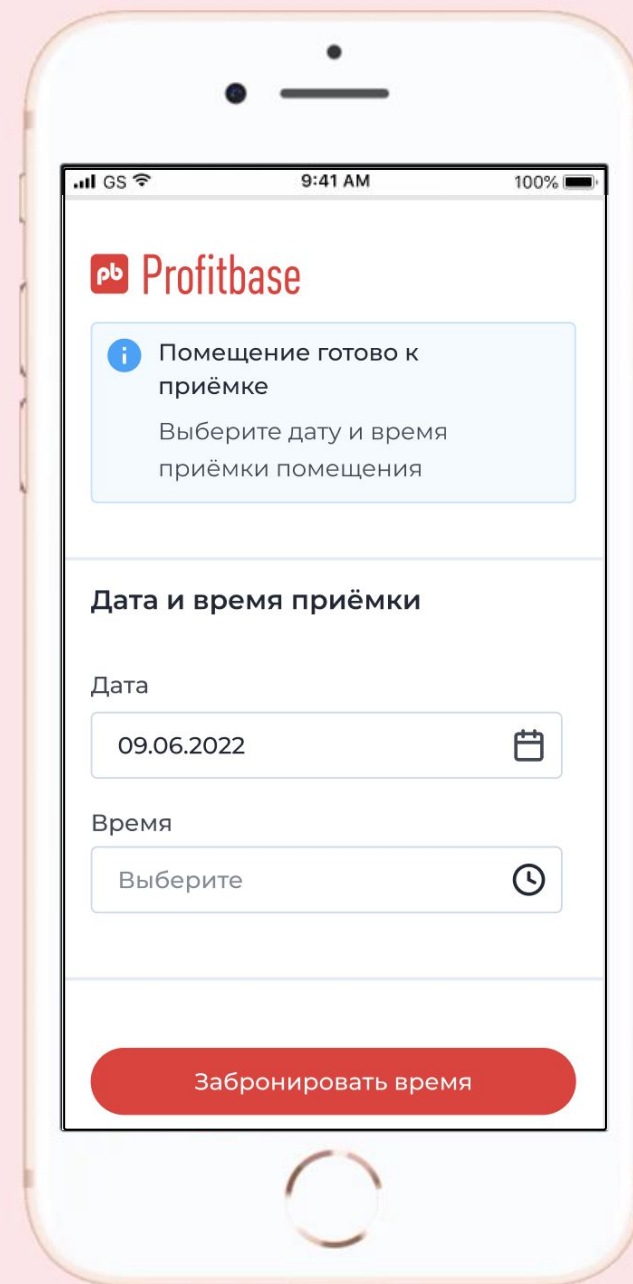 GS 9:41 AM 100%
pb Profitbase
Помещение готово к
приёмке
Выберите дату и время
приёмки помещения
Дата и время приёмки
Дата
09.06.2022
Время
Выберите
Забронировать время